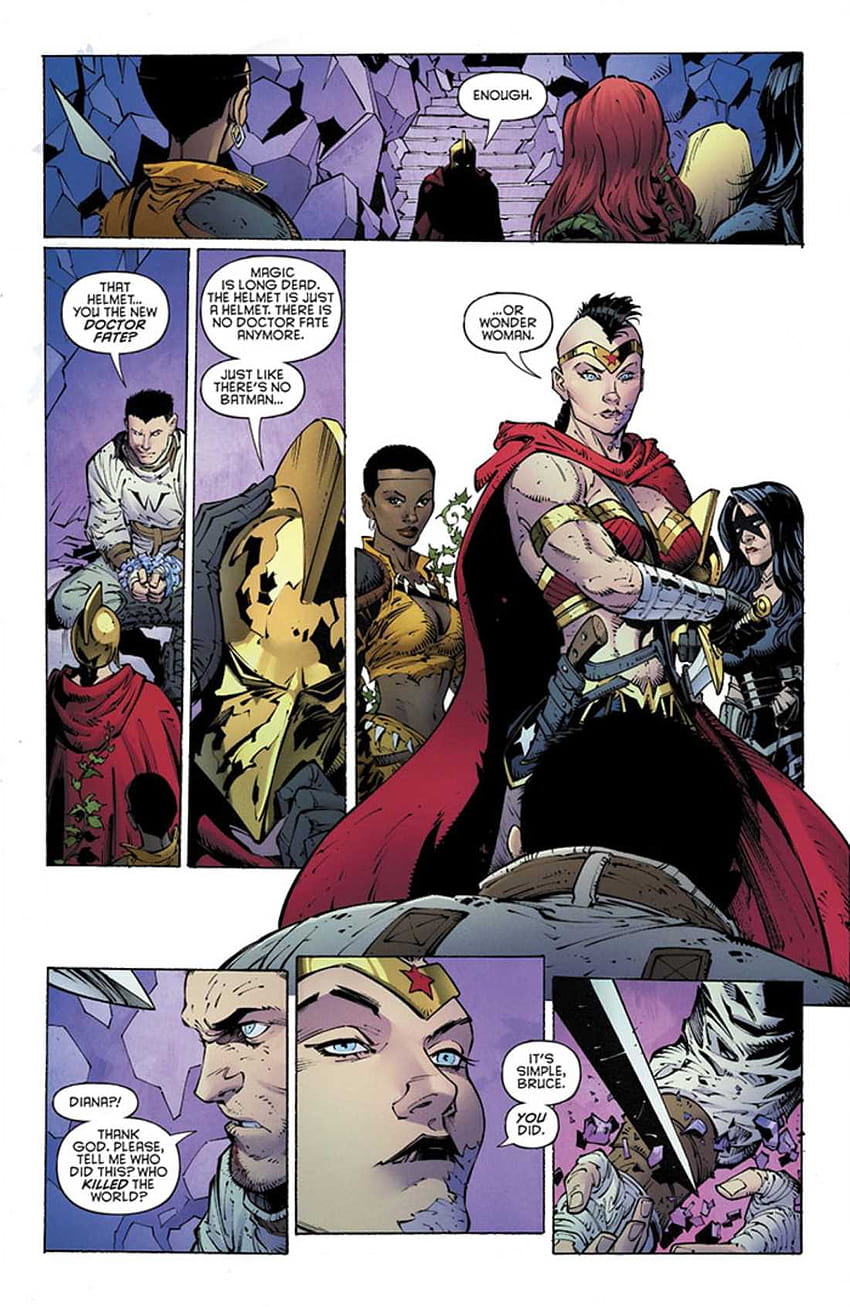 ENOUGH.
THAT
HELMET...
YOU THE NEW
DOCTOR
FATE?
MAGIC
IS LONG DEAD.
THE HELMET IS JUST
A HELMET. THERE IS
NO DOCTOR FATE
ANYMORE.
JUST LIKE
THERE'S NO
BATMAN...
...OR
WONDER
WOMAN.
W
DIANA?!
THANK
GOD. PLEASE,
TELL ME WHO
DID THIS? WHO
KILLED THE
WORLD?
IT'S
SIMPLE,
BRUCE.
YOU
DID.